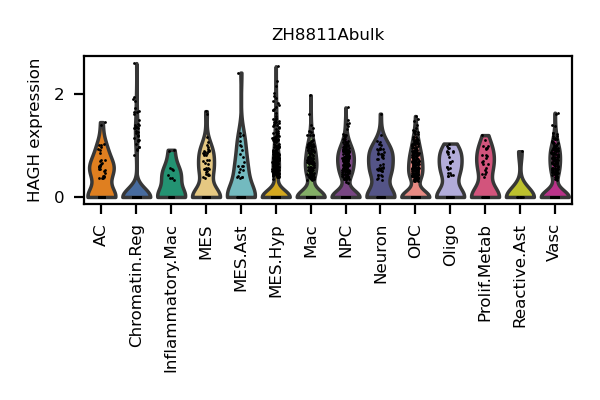 ZH8811Abulk
HAGH expression
2
0
AC
Chromatin.Reg
Inflammatory.Mac
MES
MES.Ast
MES.Hyp
Mac
NPC
Neuron
OPC
Oligo
Prolif.Metab
Reactive.Ast
Vasc